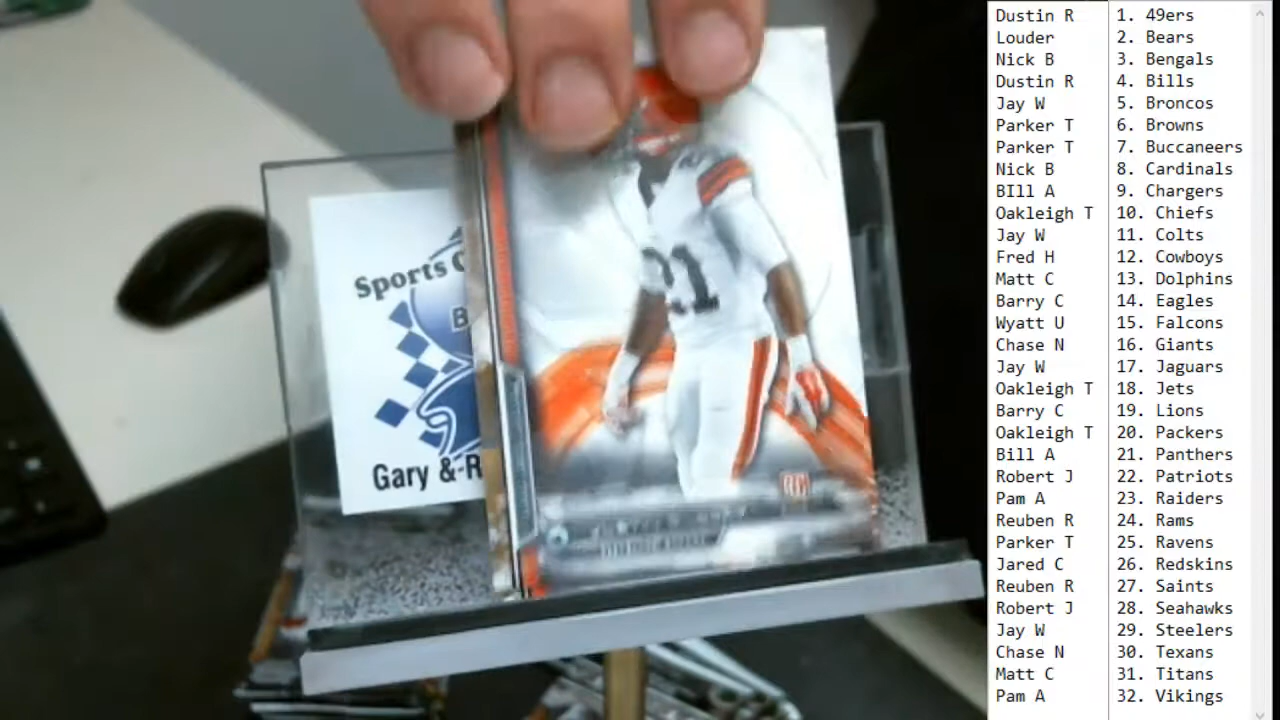 Sports
B
Gary & R
21
Dustin R 1. 49ers
Louder 2. Bears
Nick B 3. Bengals
Dustin R 4. Bills
Jay W 5. Broncos
Parker T 6. Browns
Parker T 7. Buccaneers
Nick B 8. Cardinals
BIll A 9. Chargers
Oakleigh T 10. Chiefs
Jay W 11. Colts
Fred H 12. Cowboys
Matt C 13. Dolphins
Barry C 14. Eagles
Wyatt U 15. Falcons
Chase N 16. Giants
Jay W 17. Jaguars
Oakleigh T 18. Jets
Barry C 19. Lions
Oakleigh T 20. Packers
Bill A 21. Panthers
Robert J 22. Patriots
Pam A 23. Raiders
Reuben R 24. Rams
Parker T 25. Ravens
Jared C 26. Redskins
Reuben R 27. Saints
Robert J 28. Seahawks
Jay W 29. Steelers
Chase N 30. Texans
Matt C 31. Titans
Pam A 32. Vikings